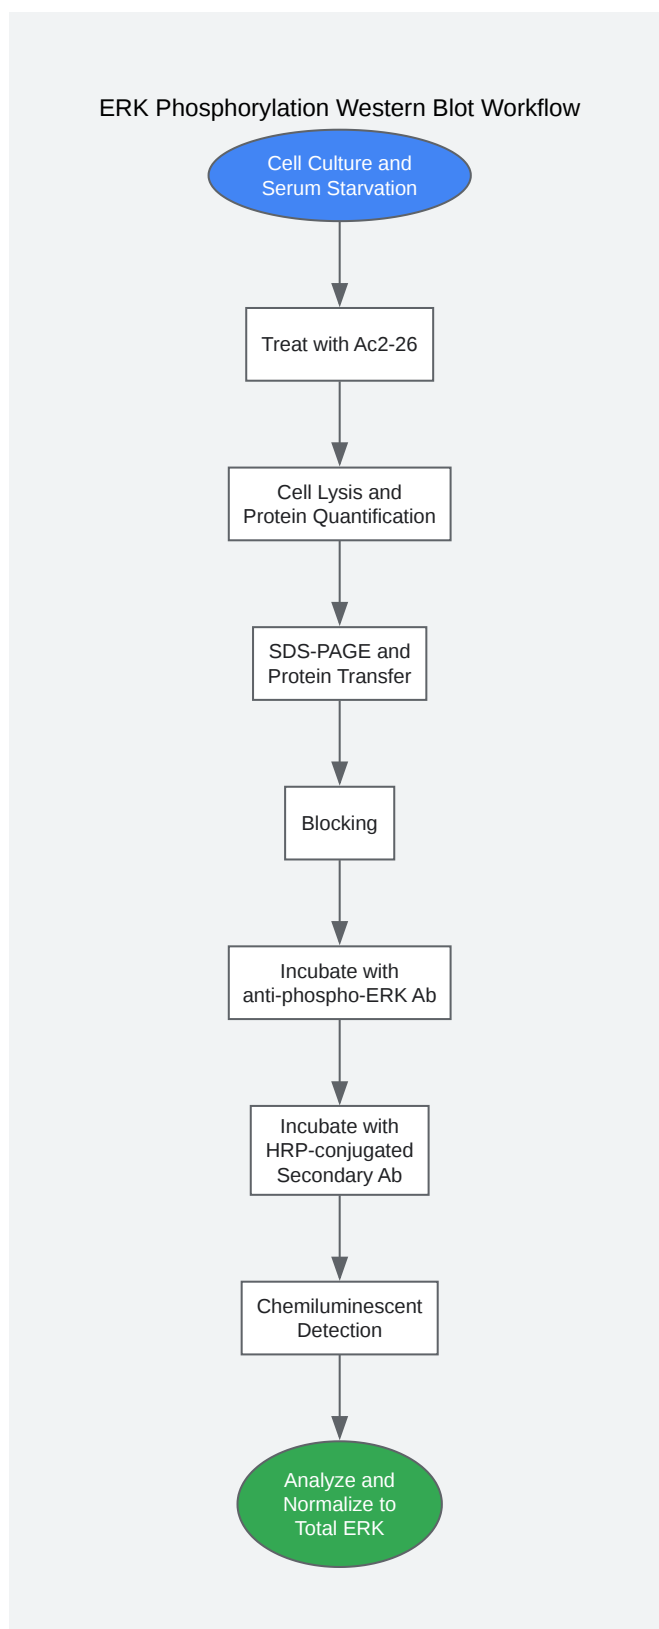 ERK Phosphorylation Western Blot Workflow
Cell Culture and
Serum Starvation
Treat with Ac2-26
Cell Lysis and
Protein Quantification
SDS-PAGE and
Protein Transfer
Blocking
Incubate with
anti-phospho-ERK Ab
Incubate with
HRP-conjugated
Secondary Ab
Chemiluminescent
Detection
Analyze and
Normalize to
Total ERK